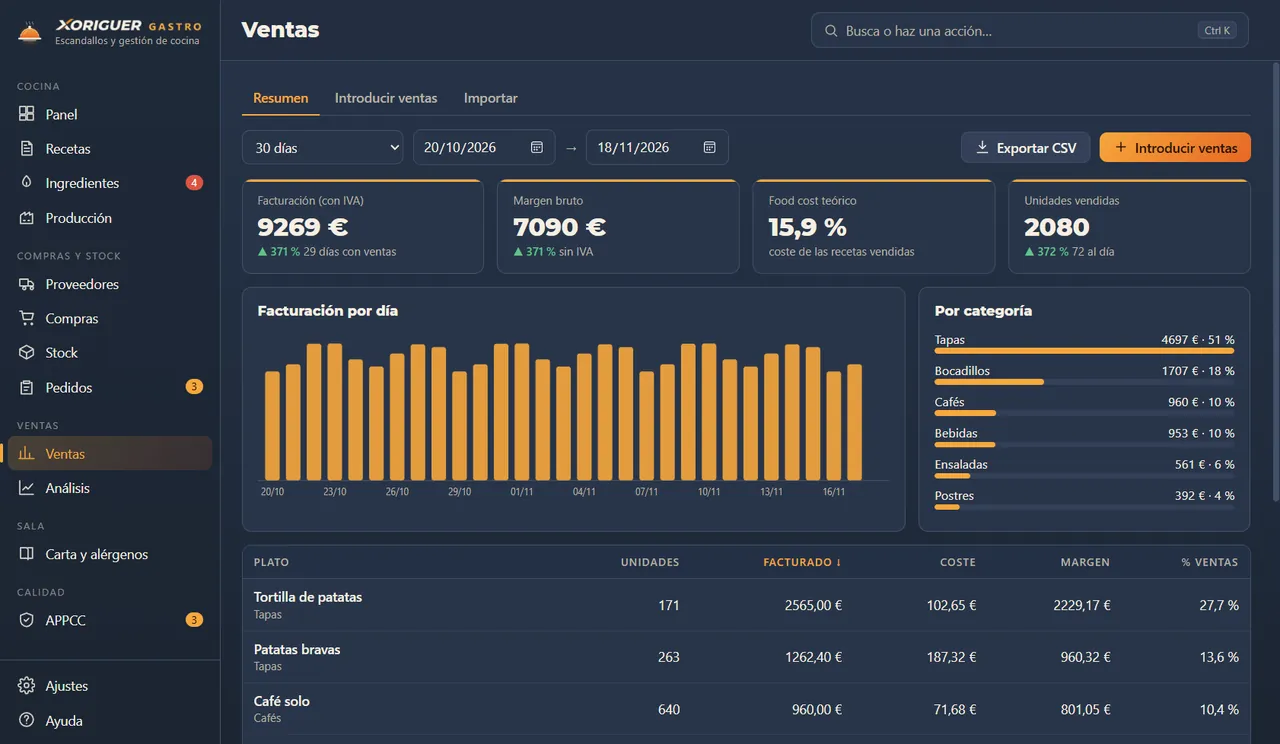 XORIGUER GASTRO
Escandallos y gestión de cocina
COCINA
Panel
Recetas
Ingredientes 4
Producción
COMPRAS Y STOCK
Proveedores
Compras
Stock
Pedidos 3
VENTAS
Ventas
Análisis
SALA
Carta y alérgenos
CALIDAD
APPCC 3
Ajustes
Ayuda
Ventas
Busca o haz una acción... Ctrl K
Resumen Introducir ventas Importar
30 días 20/10/2026 → 18/11/2026 Exportar CSV + Introducir ventas
Facturación (con IVA)
9269 €
▲ 371 % 29 días con ventas
Margen bruto
7090 €
▲ 371 % sin IVA
Food cost teórico
15,9 %
coste de las recetas vendidas
Unidades vendidas
2080
▲ 372 % 72 al día
Facturación por día
20/10 23/10 26/10 29/10 01/11 04/11 07/11 10/11 13/11 16/11
Por categoría
Tapas 4697 € · 51 %
Bocadillos 1707 € · 18 %
Cafés 960 € · 10 %
Bebidas 953 € · 10 %
Ensaladas 561 € · 6 %
Postres 392 € · 4 %
PLATO UNIDADES FACTURADO ↓ COSTE MARGEN % VENTAS
Tortilla de patatas 171 2565,00 € 102,65 € 2229,17 € 27,7 %
Tapas
Patatas bravas 263 1262,40 € 187,32 € 960,32 € 13,6 %
Tapas
Café solo 640 960,00 € 71,68 € 801,05 € 10,4 %
Cafés